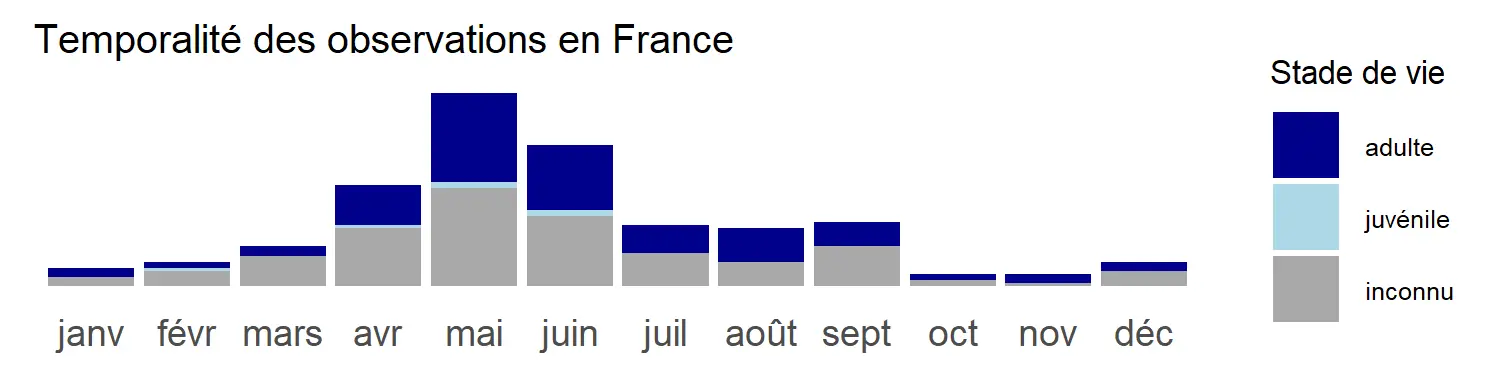 Temporalité des observations en France
Stade de vie
adulte
juvénile
inconnu
janv févr mars avr mai juin juil août sept oct nov déc